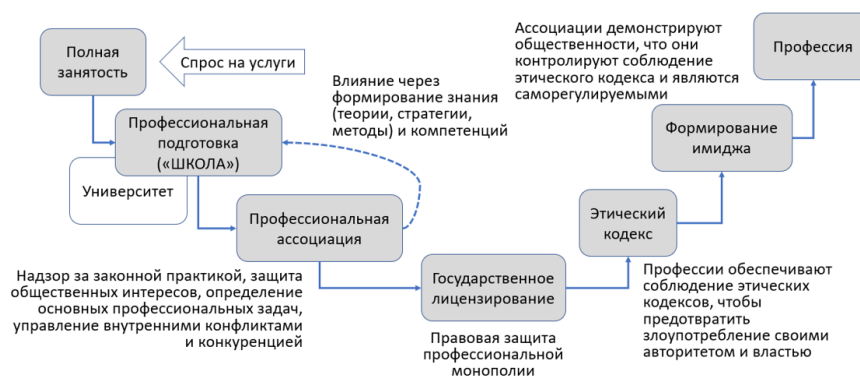 Полная
занятость
Спрос на услуги
Профессиональная
подготовка
(«ШКОЛА»)
Университет
Влияние через
формирование знания
(теории, стратегии,
методы) и компетенций
Профессиональная
ассоциация
Надзор за законной практикой, защита
общественных интересов, определение
основных профессиональных задач,
управление внутренними конфликтами
и конкуренцией
Государственное
лицензирование
Правовая защита
профессиональной
монополии
Этический
кодекс
Профессии обеспечивают
соблюдение этических
кодексов, чтобы
предотвратить
злоупотребление своими
авторитетом и властью
Формирование
имиджа
Ассоциации демонстрируют
общественности, что они
контролируют соблюдение
этического кодекса и являются
саморегулируемыми
Профессия